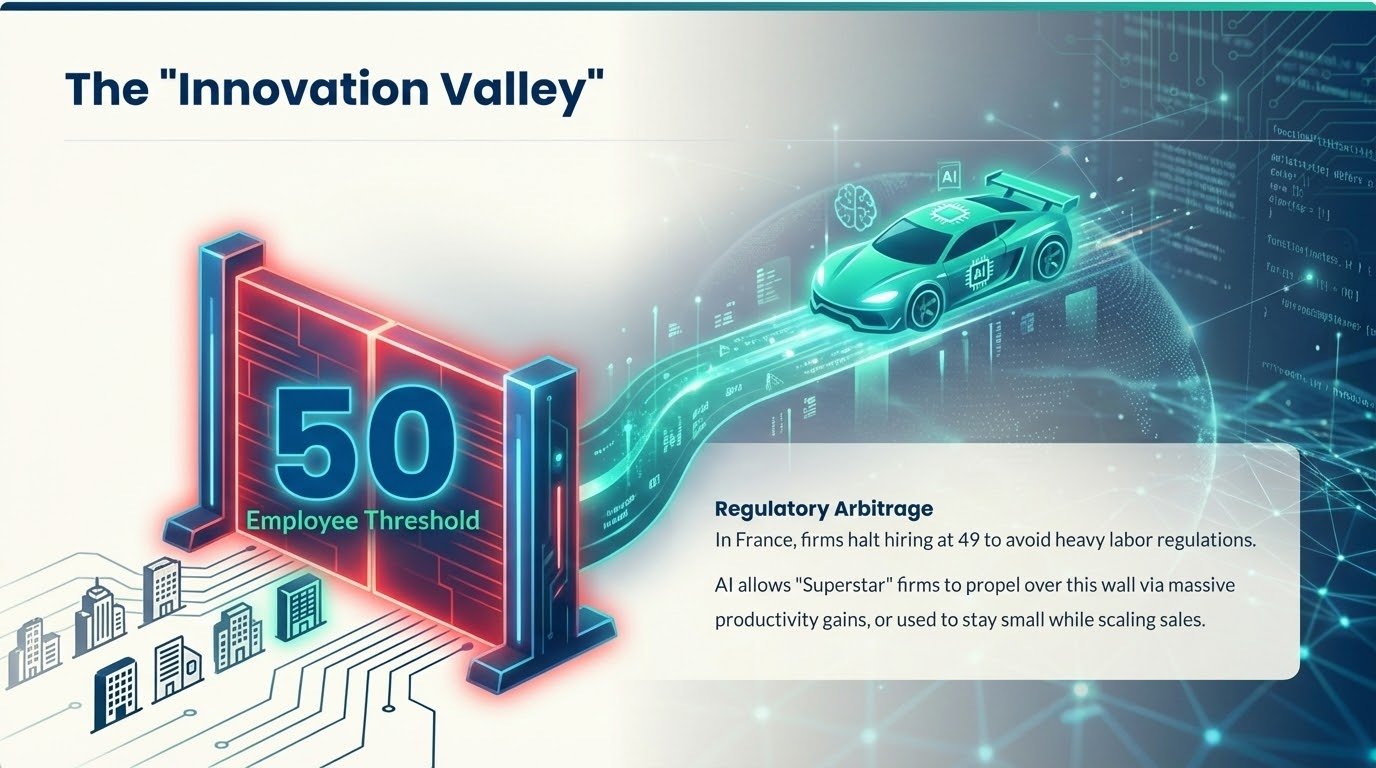 The "Innovation Valley"
AI
AI
50
Employee Threshold
Regulatory Arbitrage
In France, firms halt hiring at 49 to avoid heavy labor regulations.
AI allows "Superstar" firms to propel over this wall via massive
productivity gains, or used to stay small while scaling sales.